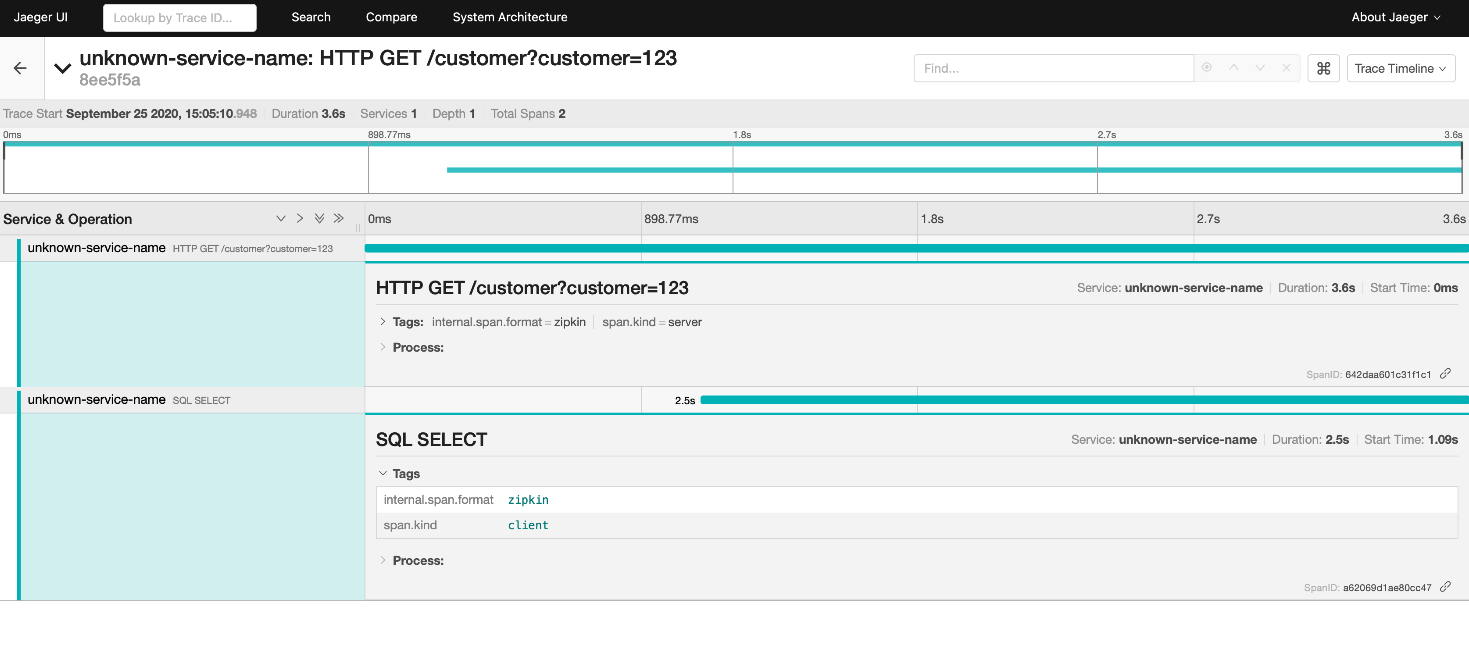 Jaeger UI Lookup by Trace ID... Search Compare System Architecture About Jaeger
unknown-service-name: HTTP GET /customer?customer=123
8ee5f5a
Find... ⌘ Trace Timeline
Trace Start September 25 2020, 15:05:10.948 Duration 3.6s Services 1 Depth 1 Total Spans 2
0ms 898.77ms 1.8s 2.7s 3.6s
Service & Operation 0ms 898.77ms 1.8s 2.7s 3.6s
unknown-service-name HTTP GET /customer?customer=123
HTTP GET /customer?customer=123 Service: unknown-service-name Duration: 3.6s Start Time: 0ms
Tags: internal.span.format = zipkin span.kind = server
Process:
SpanID: 642daa601c31f1c1
unknown-service-name SQL SELECT 2.5s
SQL SELECT Service: unknown-service-name Duration: 2.5s Start Time: 1.09s
Tags
internal.span.format zipkin
span.kind client
Process:
SpanID: a62069d1ae80cc47